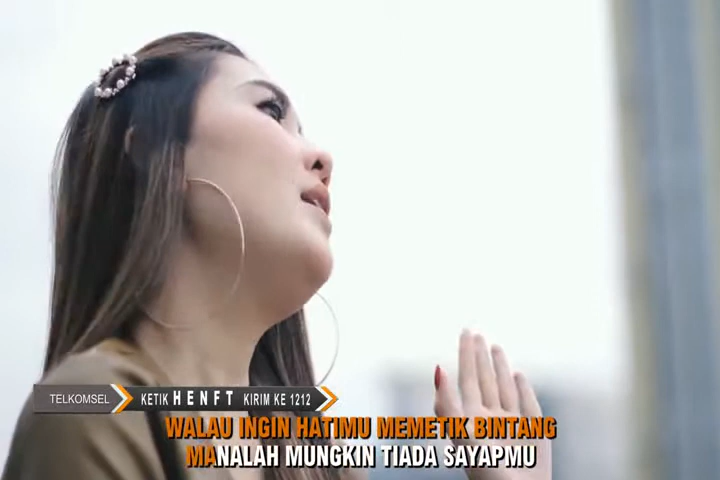 TELKOMSEL KETIK HENFT KIRIM KE 1212
WALAU INGIN HATIMU MEMETIK BINTANG
MANALAH MUNGKIN TIADA SAYAPMU